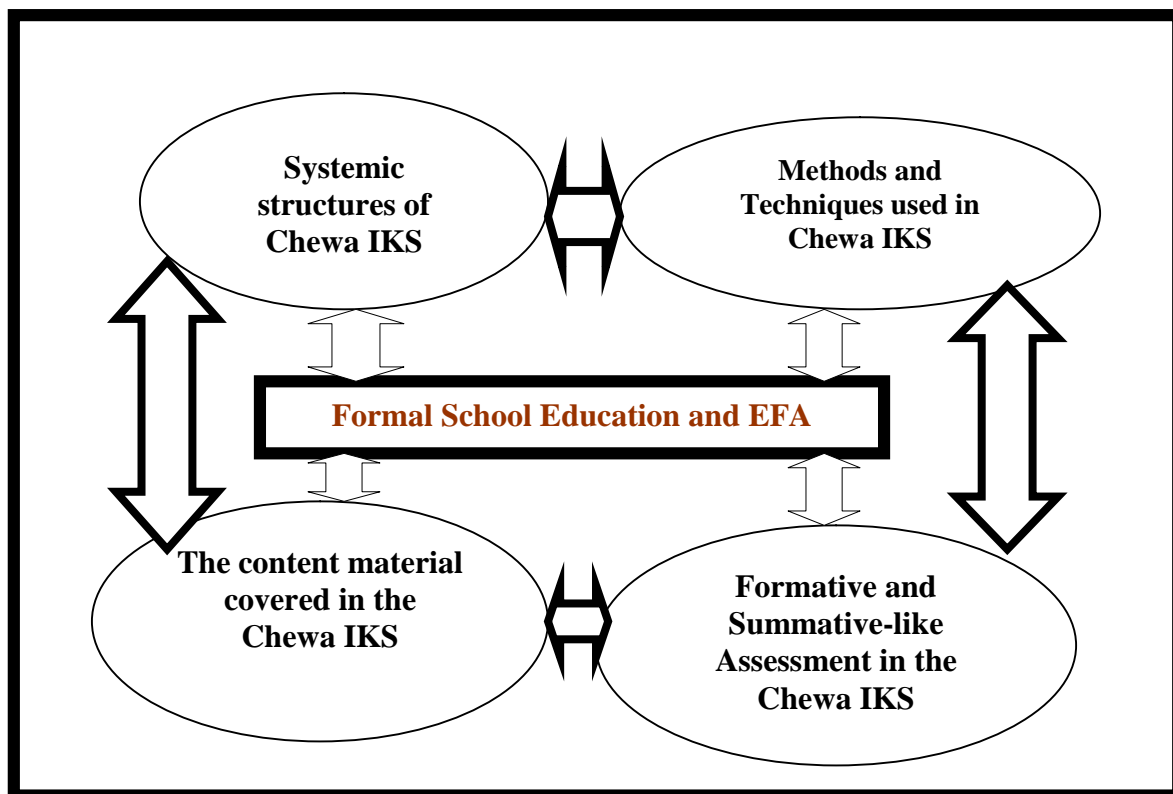 Systemic
structures of
Chewa IKS
Methods and
Techniques used in
Chewa IKS
Formal School Education and EFA
The content material
covered in the
Chewa IKS
Formative and
Summative-like
Assessment in the
Chewa IKS